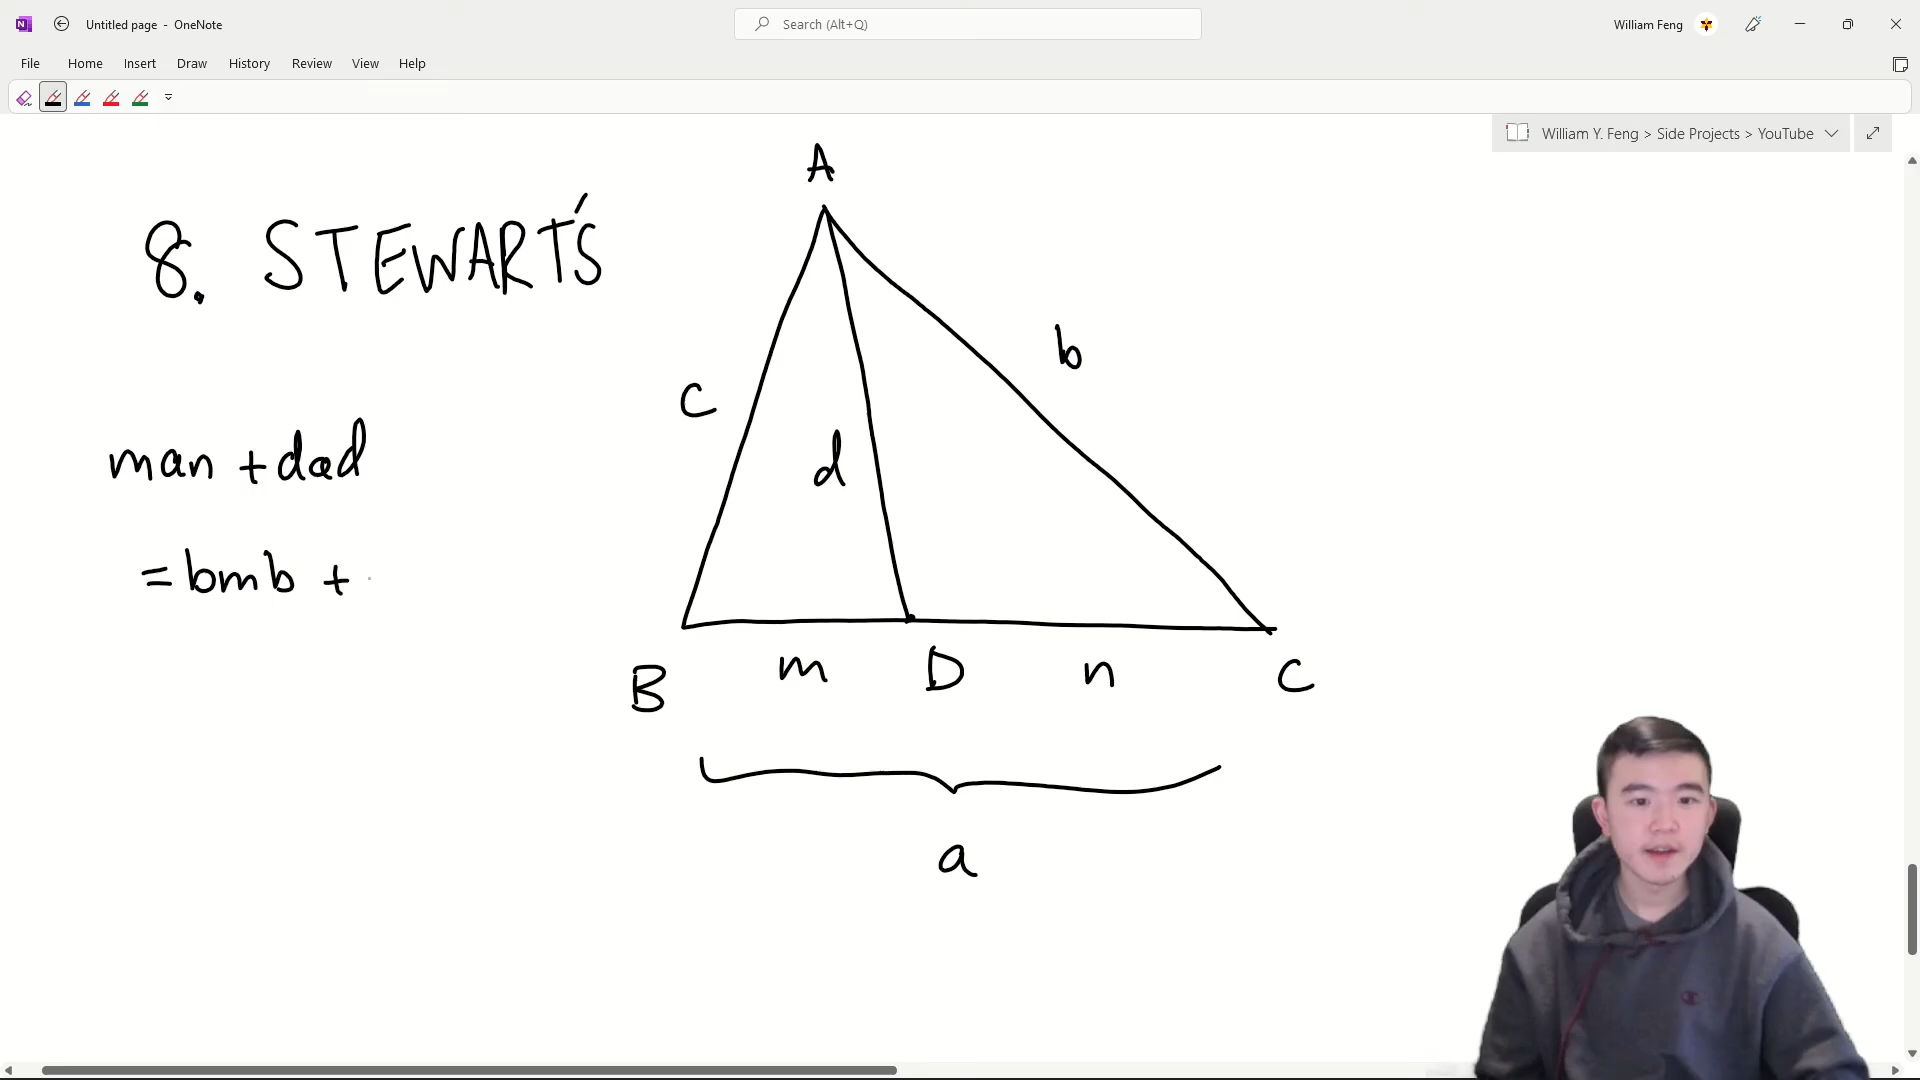 Untitled page - OneNote
Search (Alt+Q)
William Feng
File Home Insert Draw History Review View Help
William Y. Feng > Side Projects > YouTube
A
8. STEWART'S
b
c
man + dad
d
= bmb +
B m D n C
a